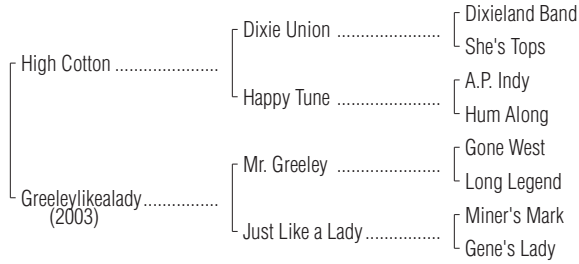 Dixieland Band
Dixie Union ......................
She's Tops
High Cotton ......................
A.P. Indy
Happy Tune ......................
Hum Along
Gone West
Mr. Greeley ......................
Long Legend
Greeleylikealady ................
(2003)
Miner's Mark
Just Like a Lady ................
Gene's Lady